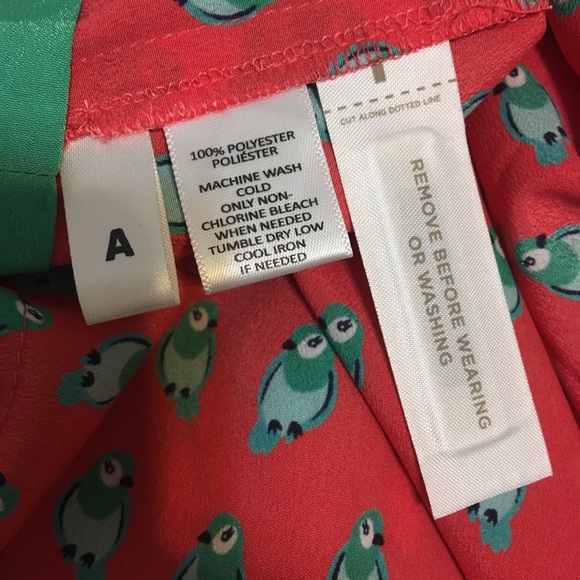 A
100% POLYESTER
POLIÉSTER
MACHINE WASH
COLD
ONLY NON-
CHLORINE BLEACH
WHEN NEEDED
TUMBLE DRY LOW
COOL IRON
IF NEEDED
CUT ALONG DOTTED LINE
REMOVE BEFORE WEARING
OR WASHING